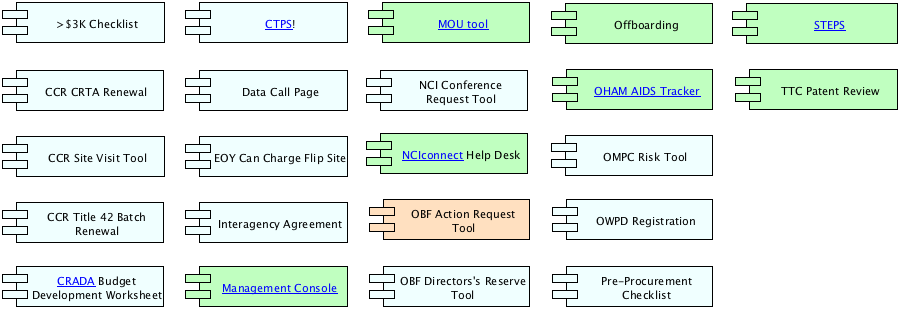 >$3K Checklist
CTPS!
MOU tool
Offboarding
STEPS
CCR CRTA Renewal
Data Call Page
NCI Conference
Request Tool
OHAM AIDS Tracker
TTC Patent Review
CCR Site Visit Tool
EOY Can Charge Flip Site
NCIconnect Help Desk
OMPC Risk Tool
CCR Title 42 Batch
Renewal
Interagency Agreement
OBF Action Request
Tool
OWPD Registration
CRADA Budget
Development Worksheet
Management Console
OBF Directors's Reserve
Tool
Pre-Procurement
Checklist